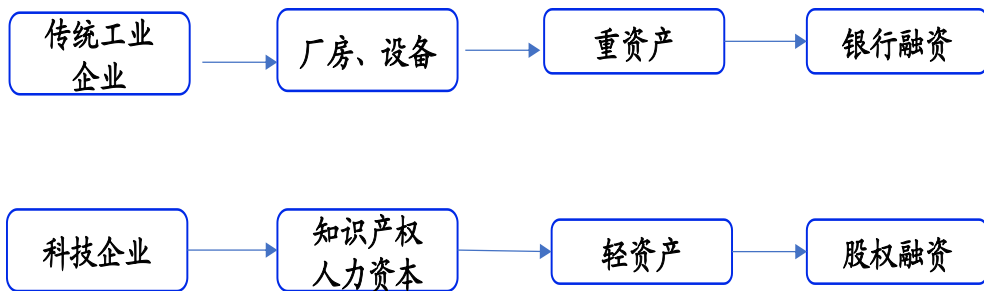 传统工业
企业
厂房、设备
重资产
银行融资
科技企业
知识产权
人力资本
轻资产
股权融资